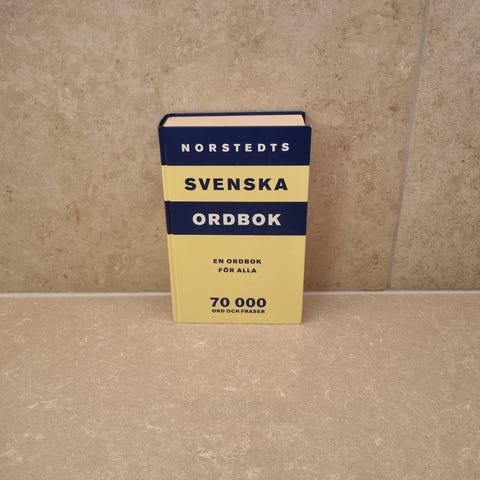 NORSTEDTS
SVENSKA
ORDBOK
EN ORDBOK
FÖR ALLA
70 000
ORD OCH FRASER